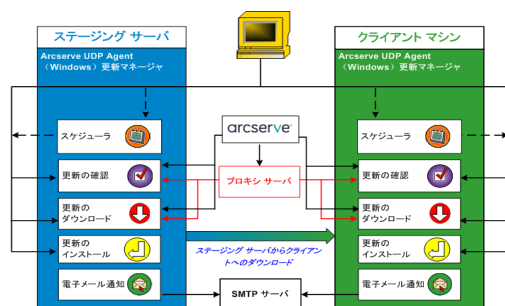 ステージング サーバ
Arcserve UDP Agent
（Windows）更新マネージャ
スケジューラ
更新の確認
更新の
ダウンロード
更新の
インストール
電子メール通知
arcserve
プロキシ サーバ
ステージング サーバからクライアン
トへのダウンロード
SMTP サーバ
クライアント マシン
Arcserve UDP Agent
（Windows）更新マネージャ
スケジューラ
更新の確認
更新の
ダウンロード
更新の
インストール
電子メール通知